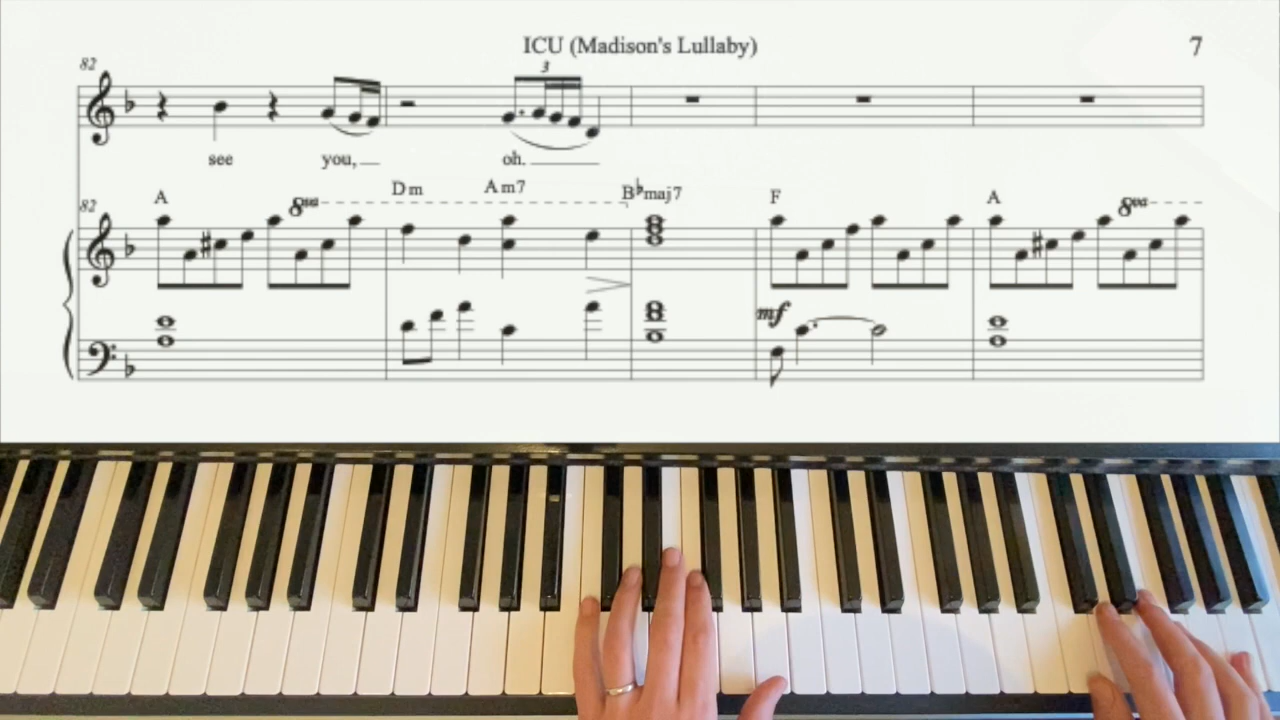 ICU (Madison's Lullaby) 7
82
3
see you, oh.
A Dm Am7 B♭maj7 F A
82 8va 8va
mf